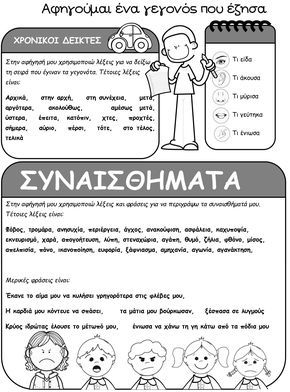 Αφηγούμαι ένα γεγονός που έζησα
ΧΡΟΝΙΚΟΙ ΔΕΙΚΤΕΣ
Στην αφήγησή μου χρησιμοποιώ λέξεις για να δείξω
τη σειρά που έγιναν τα γεγονότα. Τέτοιες λέξεις
είναι:
Αρχικά, στην αρχή, στη συνέχεια, μετά,
αργότερα, ακολούθως, αμέσως μετά,
ύστερα, έπειτα, κατόπιν, χτες, προχτές,
σήμερα, αύριο, πέρσι, τότε, στο τέλος,
τελικά
Τι είδα
Τι άκουσα
Τι μύρισα
Τι γεύτηκα
Τι ένιωσα
ΣΥΝΑΙΣΘΗΜΑΤΑ
Στην αφήγησή μου χρησιμοποιώ λέξεις και φράσεις για να περιγράψω τα συναισθήματά μου.
Τέτοιες λέξεις είναι:
Φόβος, τρομάρα, ανησυχία, περιέργεια, άγχος, ανακούφιση, ασφάλεια, καχυποψία,
εκνευρισμό, χαρά, απογοήτευση, λύπη, στεναχώρια, αγάπη, θυμό, ζήλια, φθόνο, μίσος,
απελπισία, πόνο, ικανοποίηση, ευφορία, ξάφνιασμα, αμηχανία, αγωνία, αγανάκτηση,
Μερικές φράσεις είναι:
Έκανε το αίμα μου να κυλήσει γρηγορότερα στις φλέβες μου,
Η καρδιά μου κόντευε να σπάσει, τα μάτια μου βούρκωσαν, ξέσπασα σε λυγμούς
Κρύος ιδρώτας έλουσε το μέτωπό μου, ένιωσα να χάνω τη γη κάτω από τα πόδια μου